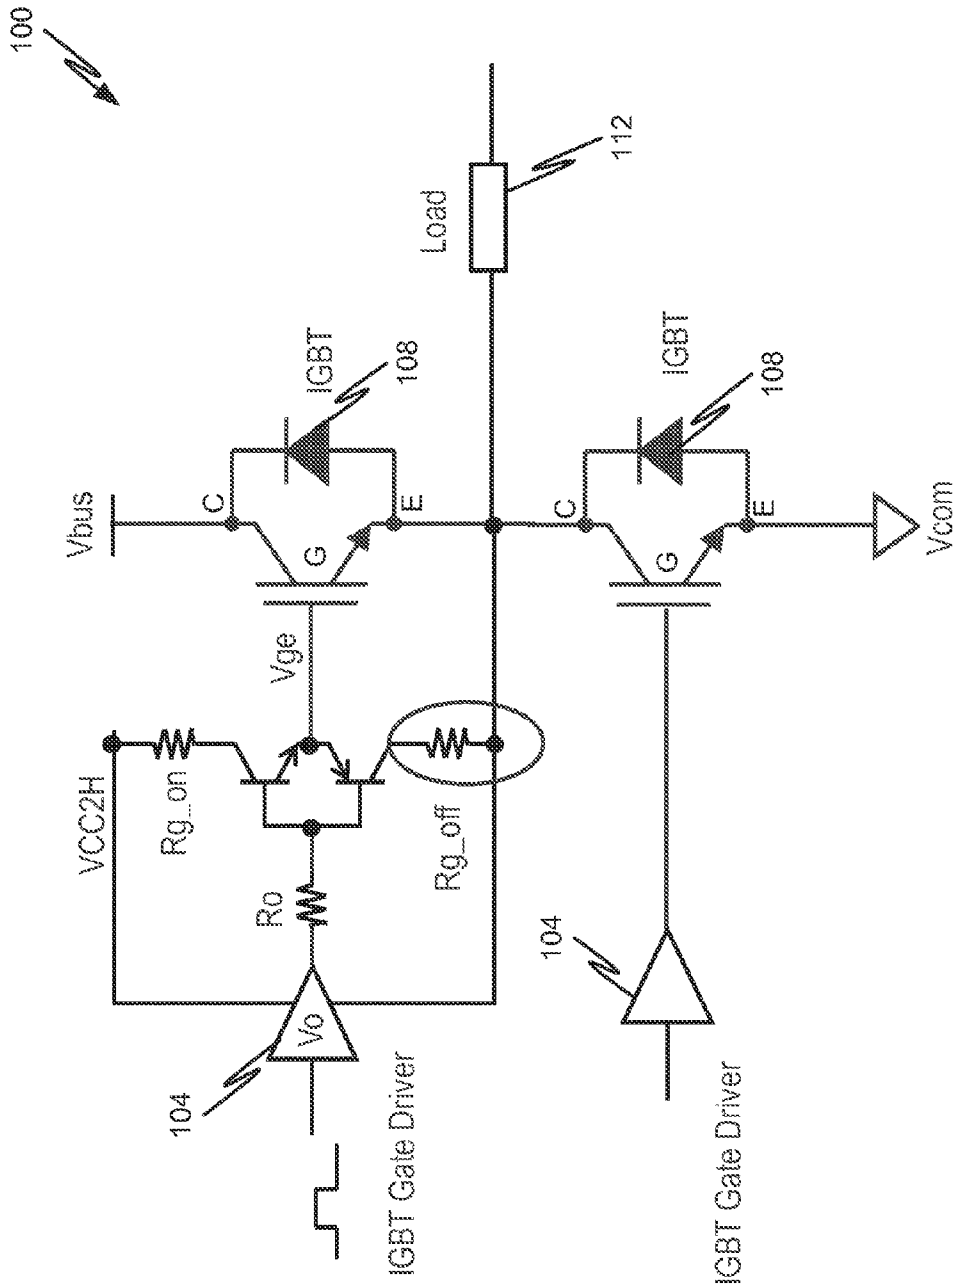 100
Vbus
VCC2H
Rg_on
C
IGBT
108
G
Vge
E
Load
112
Ro
Vo
104
Rg_off
IGBT Gate Driver
C
IGBT
108
G
E
104
IGBT Gate Driver
Vcom